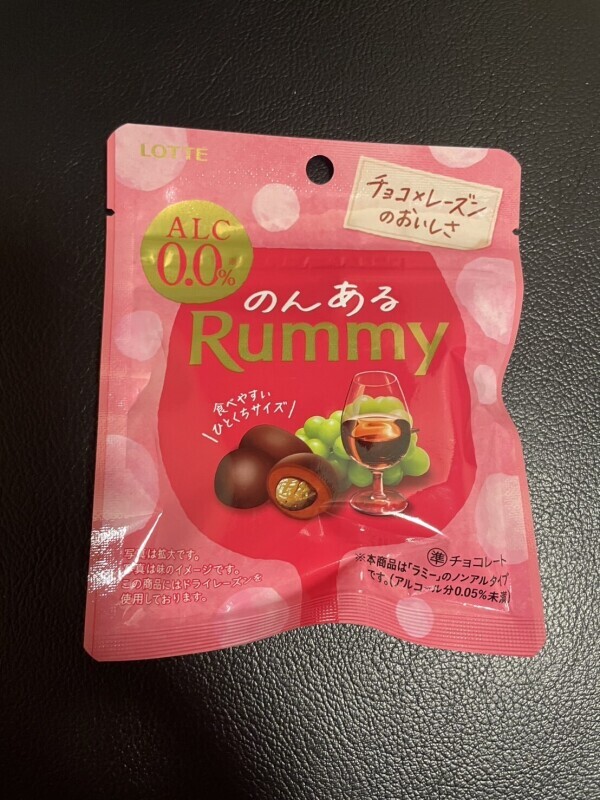 LOTTE
チョコ×レーズン
のおいしさ
ALC
0.0%
のんある
Rummy
食べやすい
ひとくちサイズ
写真は拡大です。
写真は味のイメージです。
この商品にはドライレーズンを
使用しております。
準 チョコレート
※本商品は「ラミー」のノンアルタイプ
です。(アルコール分0.05%未満)